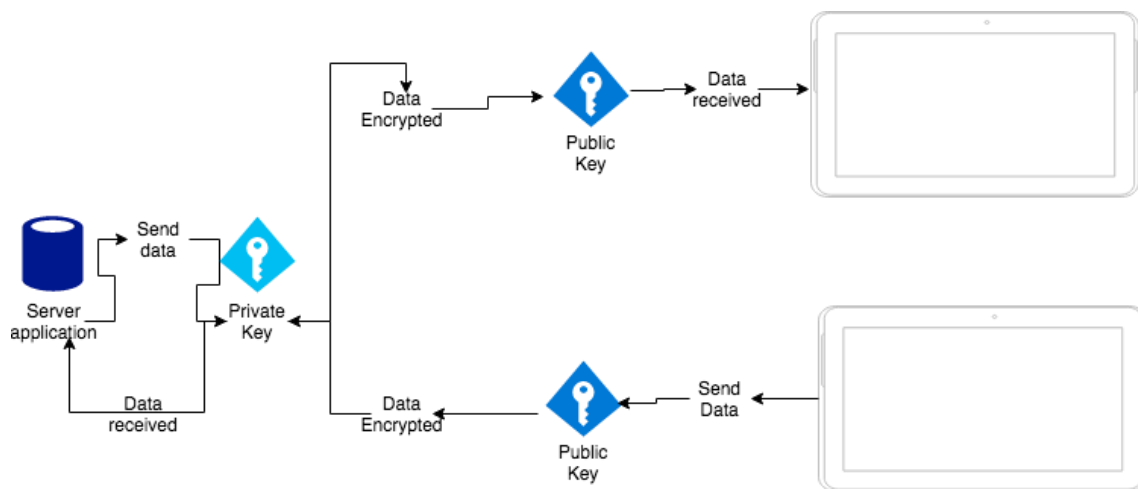 Data
Encrypted
Public
Key
Data
received
Send
data
Server
application
Private
Key
Data
received
Data
Encrypted
Public
Key
Send
Data